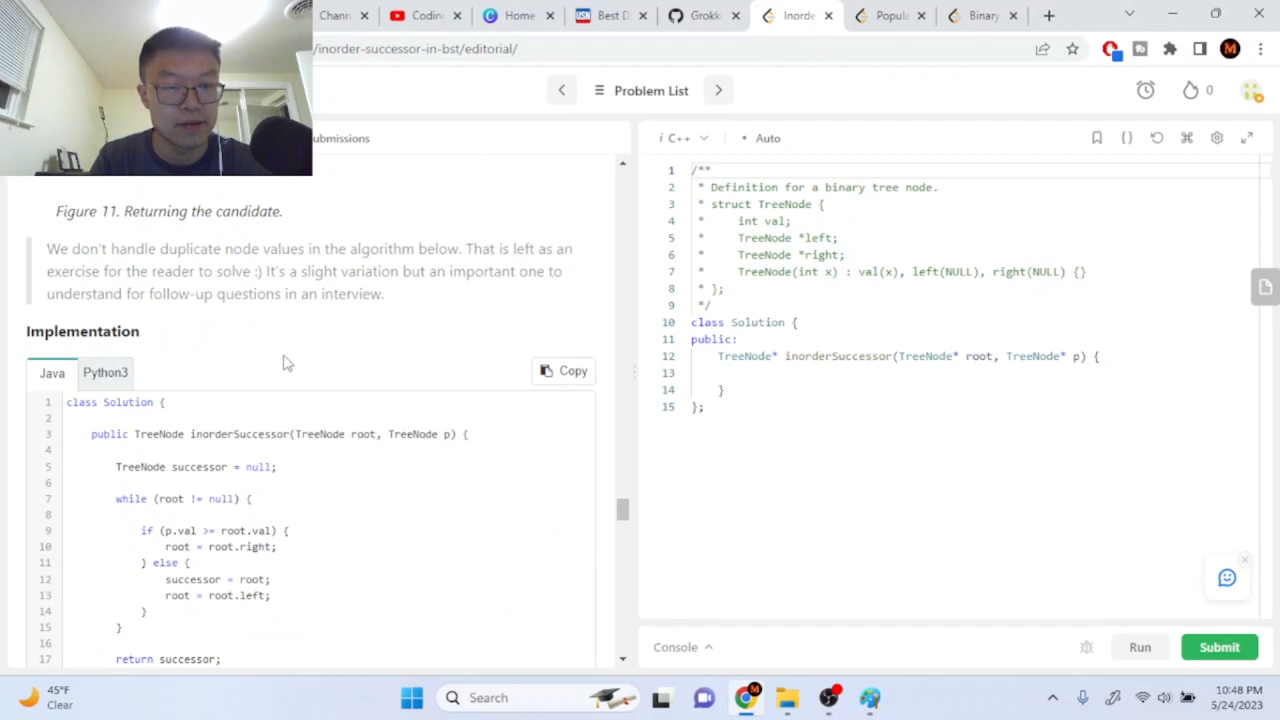 Chann
Coding
Home
Best D
Grokk
Inorde
Popula
Binary
/inorder-successor-in-bst/editorial/
M
Problem List
0
ubmissions
i C++
• Auto
Figure 11. Returning the candidate.
We don't handle duplicate node values in the algorithm below. That is left as an
exercise for the reader to solve :) It's a slight variation but an important one to
understand for follow-up questions in an interview.
Implementation
Java
Python3
Copy
1 class Solution {
2
3 public TreeNode inorderSuccessor(TreeNode root, TreeNode p) {
4
5 TreeNode successor = null;
6
7 while (root != null) {
8
9 if (p.val >= root.val) {
10 root = root.right;
11 } else {
12 successor = root;
13 root = root.left;
14 }
15 }
16
17 return successor;
1 /**
2 * Definition for a binary tree node.
3 * struct TreeNode {
4 * int val;
5 * TreeNode *left;
6 * TreeNode *right;
7 * TreeNode(int x) : val(x), left(NULL), right(NULL) {}
8 * };
9 */
10 class Solution {
11 public:
12 TreeNode* inorderSuccessor(TreeNode* root, TreeNode* p) {
13
14 }
15 };
Console
Run
Submit
45°F
Clear
Search
M
10:48 PM
5/24/2023